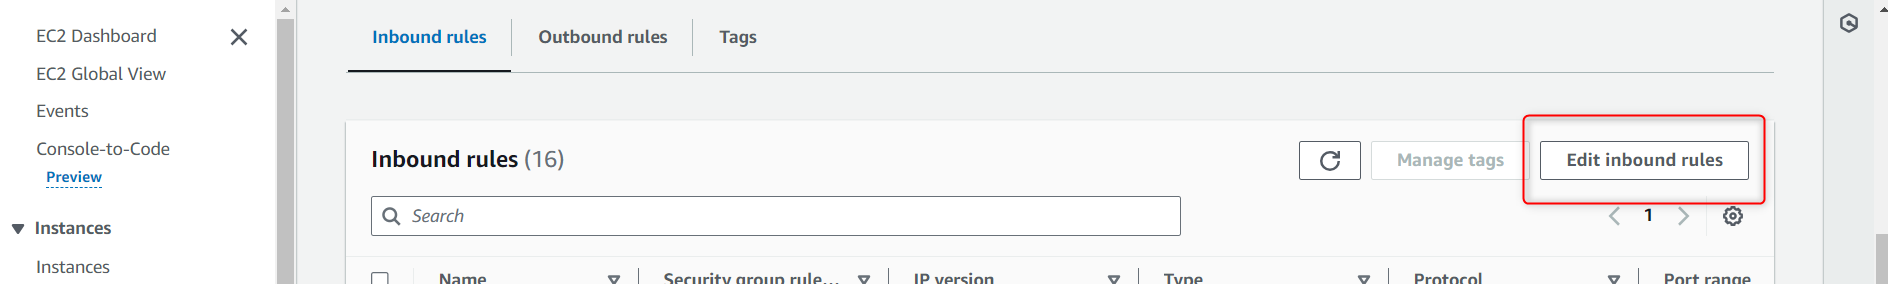 EC2 Dashboard
EC2 Global View
Events
Console-to-Code
Preview
Instances
Instances
Inbound rules
Outbound rules
Tags
Inbound rules (16)
Manage tags
Edit inbound rules
Search
1
Name
Security group rule...
IP version
Type
Protocol
Port range